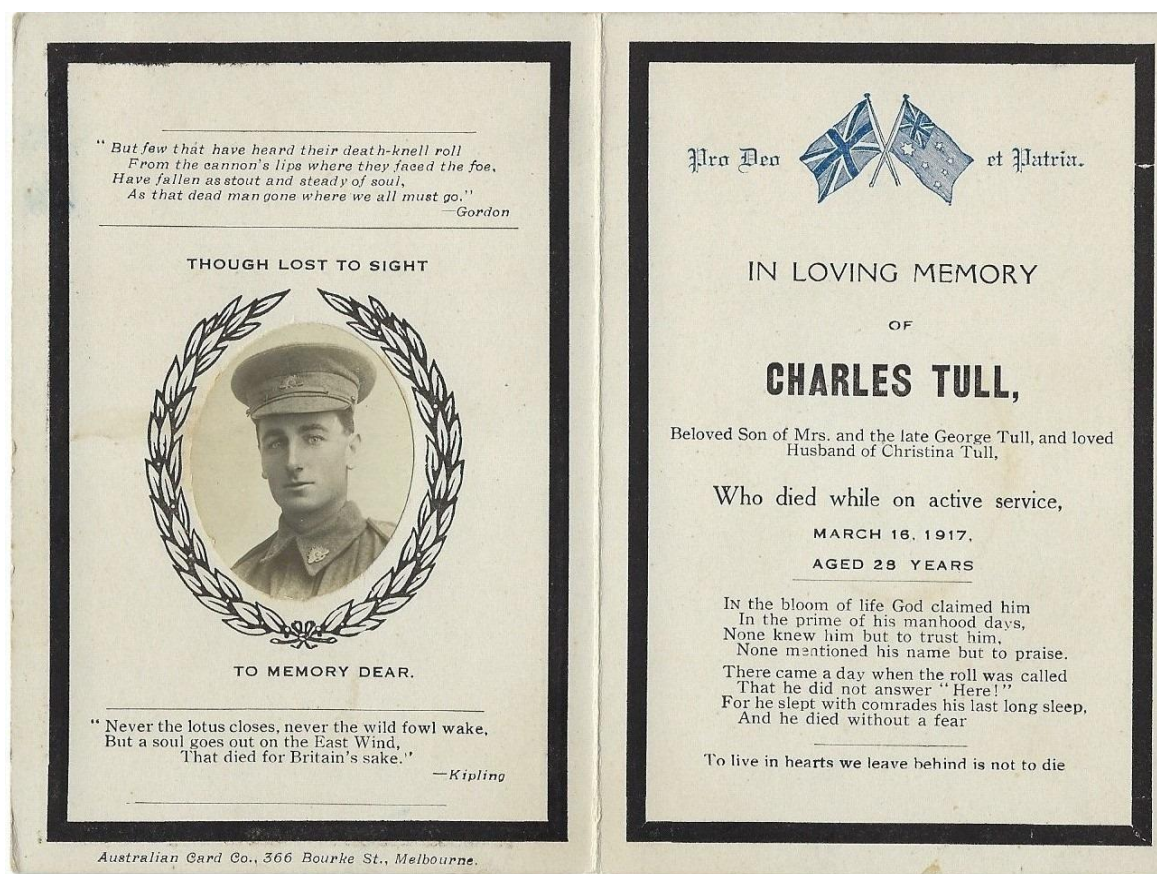 " But few that have heard their death-knell roll
From the cannon's lips where they faced the foe,
Have fallen as stout and steady of soul,
As that dead man gone where we all must go."
—Gordon
THOUGH LOST TO SIGHT
TO MEMORY DEAR.
" Never the lotus closes, never the wild fowl wake,
But a soul goes out on the East Wind,
That died for Britain's sake."
—Kipling
Australian Card Co., 366 Bourke St., Melbourne.
Pro Deo et Patria.
IN LOVING MEMORY
OF
CHARLES TULL,
Beloved Son of Mrs. and the late George Tull, and loved
Husband of Christina Tull,
Who died while on active service,
MARCH 16, 1917,
AGED 28 YEARS
IN the bloom of life God claimed him
In the prime of his manhood days,
None knew him but to trust him,
None mentioned his name but to praise.
There came a day when the roll was called
That he did not answer "Here!"
For he slept with comrades his last long sleep,
And he died without a fear
To live in hearts we leave behind is not to die